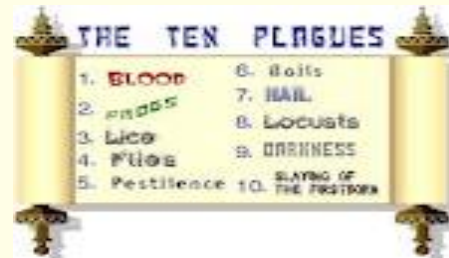 THE TEN PLAGUES
1. BLOOD
2. FROGS
3. Lice
4. Flies
5. Pestilence
6. Boils
7. HAIL
8. Locusts
9. DARKNESS
10. SLAYING OF
THE FIRSTBORN